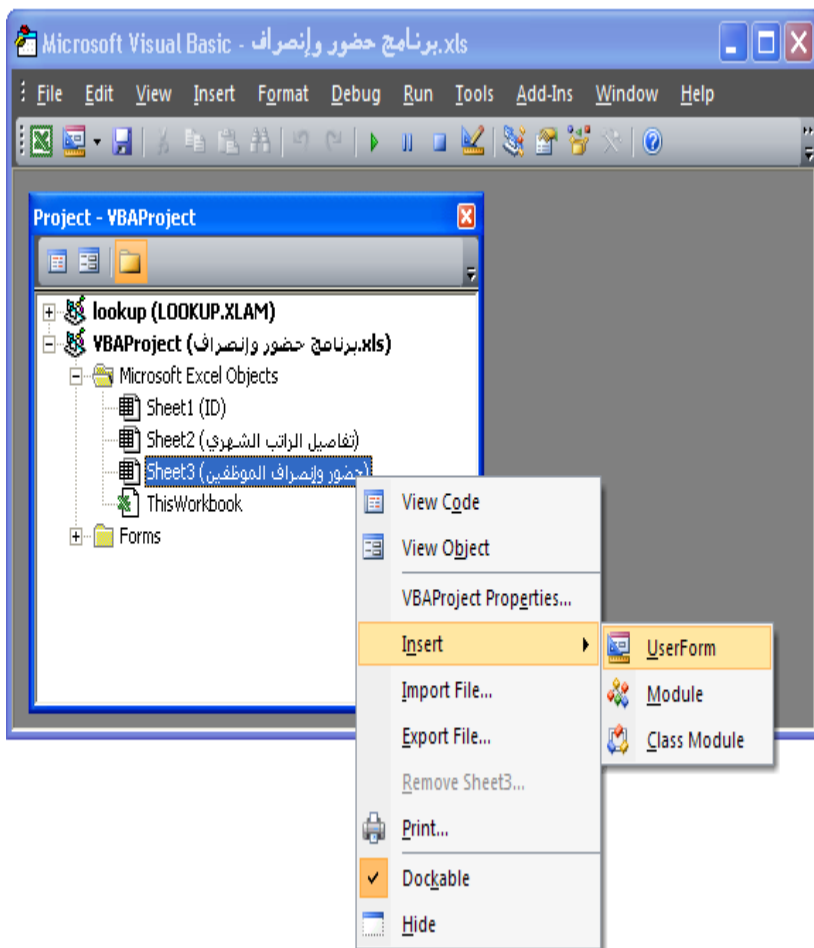 Microsoft Visual Basic - برنامج حضور وإنصراف.xls
File Edit View Insert Format Debug Run Tools Add-Ins Window Help
Project - VBAProject
lookup (LOOKUP.XLAM)
VBAProject (برنامج حضور وإنصراف.xls)
Microsoft Excel Objects
Sheet1 (ID)
Sheet2 (تفاصيل الراتب الشهري)
Sheet3 (حضور وإنصراف الموظفين)
ThisWorkbook
Forms
View Code
View Object
VBAProject Properties...
Insert
UserForm
Import File...
Module
Export File...
Class Module
Remove Sheet3...
Print...
Dockable
Hide